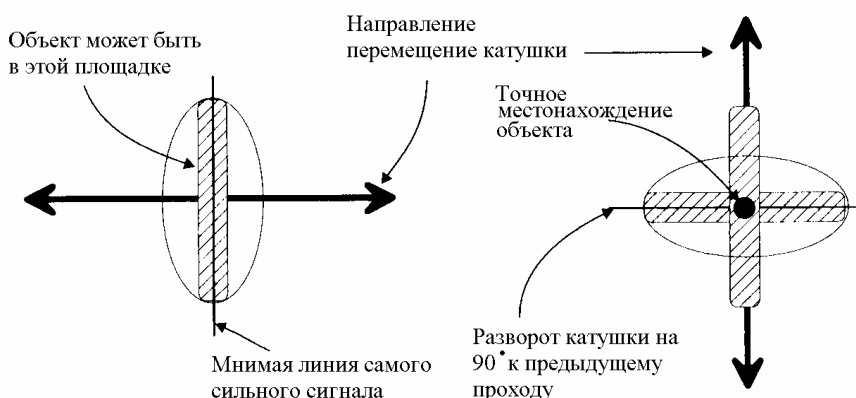 Объект может быть
в этой площадке
Направление
перемещение катушки
Точное
местонахождение
объекта
Мнимая линия самого
сильного сигнала
Разворот катушки на
90˚к предыдущему
проходу